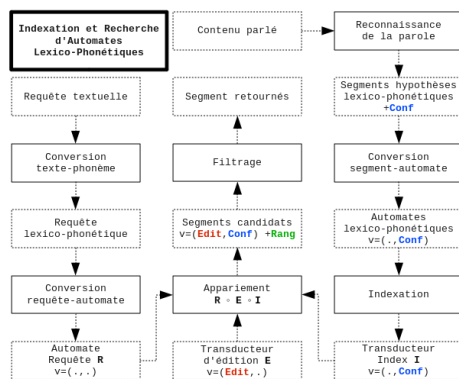 Indexation et Recherche
d'Automates
Lexico-Phonétiques
Contenu parlé
Reconnaissance
de la parole
Requête textuelle
Segment retournés
Segments hypothèses
lexico-phonétiques
+Conf
Conversion
texte-phonème
Filtrage
Conversion
segment-automate
Requête
lexico-phonétique
Segments candidats
v=(Edit,Conf) +Rang
Automates
lexico-phonétiques
v=(.,Conf)
Conversion
requête-automate
Appariement
R ∘ E ∘ I
Indexation
Automate
Requête R
v=(.,.)
Transducteur
d'édition E
v=(Edit,.)
Transducteur
Index I
v=(.,Conf)